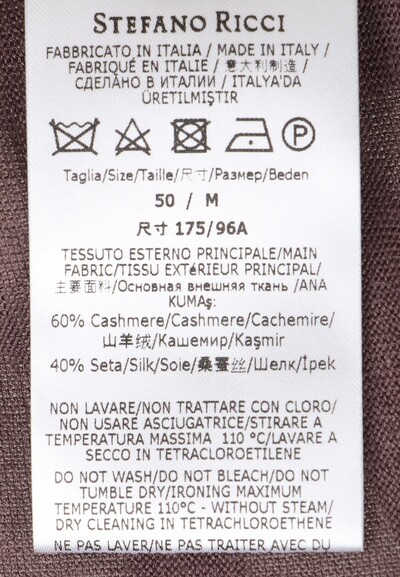 STEFANO RICCI
FABBRICATO IN ITALIA / MADE IN ITALY /
FABRIQUÉ EN ITALIE / 意大利制造 /
СДЕЛАНО В ИТАЛИИ / ITALYA'DA
ÜRETILMIŞTIR
P
Taglia/Size/Taille/尺寸/Размер/Beden
50 / M
尺寸 175/96A
TESSUTO ESTERNO PRINCIPALE/MAIN
FABRIC/TISSU EXTéRIEUR PRINCIPAL/
主要面料/Основная внешняя ткань /ANA
KUMAş:
60% Cashmere/Cashmere/Cachemire/
山羊绒/Кашемир/Kaşmir
40% Seta/Silk/Soie/桑蚕丝/Шелк/İpek
NON LAVARE/NON TRATTARE CON CLORO/
NON USARE ASCIUGATRICE/STIRARE A
TEMPERATURA MASSIMA 110 °C/LAVARE A
SECCO IN TETRACLOROETILENE
DO NOT WASH/DO NOT BLEACH/DO NOT
TUMBLE DRY/IRONING MAXIMUM
TEMPERATURE 110°C - WITHOUT STEAM/
DRY CLEANING IN TETRACHLOROETHENE
NE PAS LAVER/NE PAS TRAITER AVEC DU